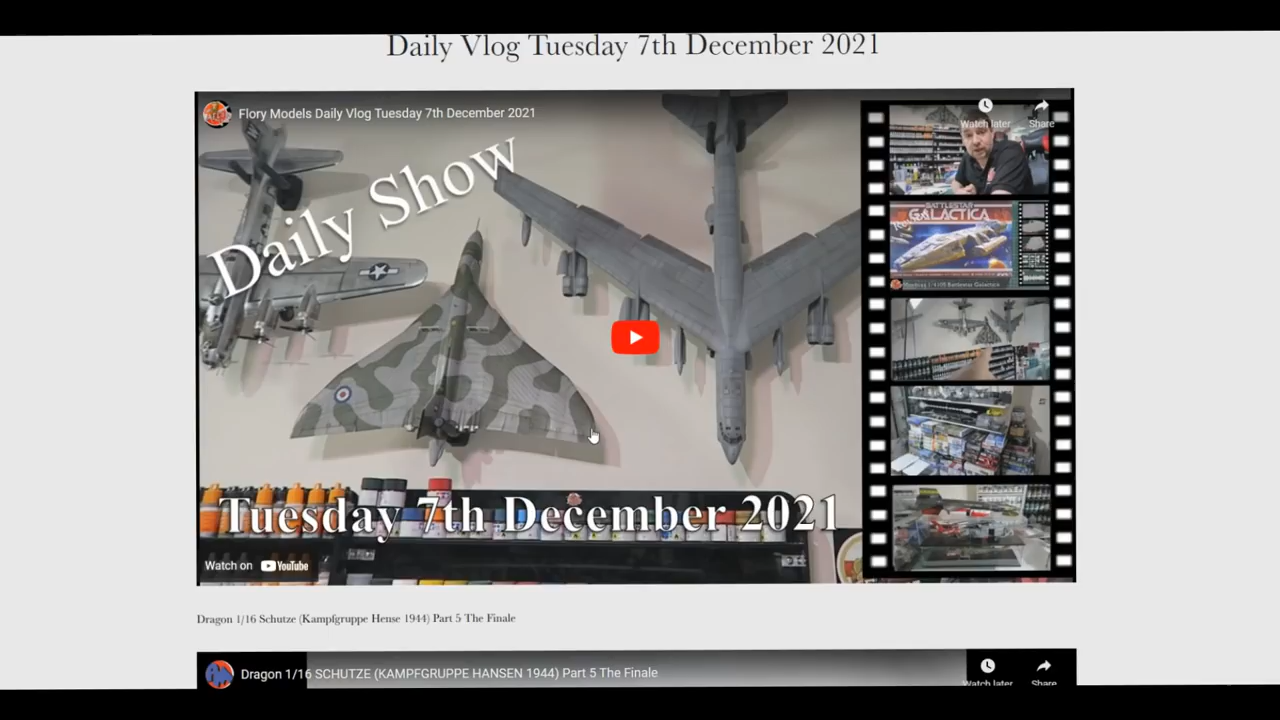 Daily Vlog Tuesday 7th December 2021
Flory Models Daily Vlog Tuesday 7th December 2021
Watch later
Share
Daily Show
BATTLESTAR
GALACTICA
Tuesday 7th December 2021
Watch on YouTube
Dragon 1/16 Schutze (Kampfgruppe Hense 1944) Part 5 The Finale
Dragon 1/16 SCHUTZE (KAMPFGRUPPE HANSEN 1944) Part 5 The Finale
Watch later
Share